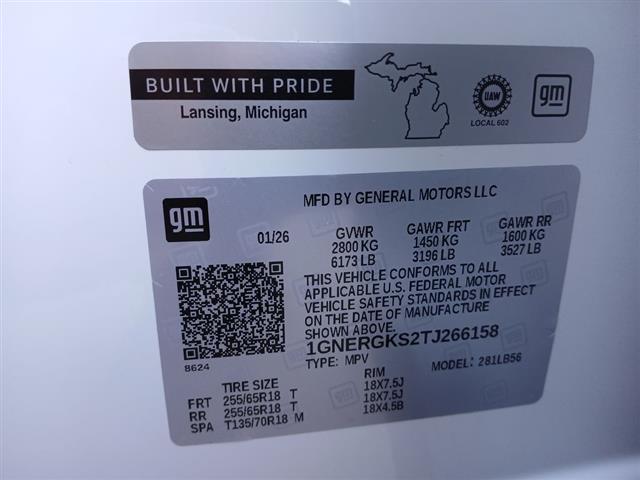 BUILT WITH PRIDE
Lansing, Michigan
UAW
LOCAL 602
gm
gm
MFD BY GENERAL MOTORS LLC
01/26 GVWR GAWR FRT GAWR RR
2800 KG 1450 KG 1600 KG
6173 LB 3196 LB 3527 LB
THIS VEHICLE CONFORMS TO ALL
APPLICABLE U.S. FEDERAL MOTOR
VEHICLE SAFETY STANDARDS IN EFFECT
ON THE DATE OF MANUFACTURE
SHOWN ABOVE.
1GNERGKS2TJ266158
TYPE: MPV MODEL: 281LB56
8624
TIRE SIZE RIM
FRT 255/65R18 T 18X7.5J
RR 255/65R18 T 18X7.5J
SPA T135/70R18 M 18X4.5B